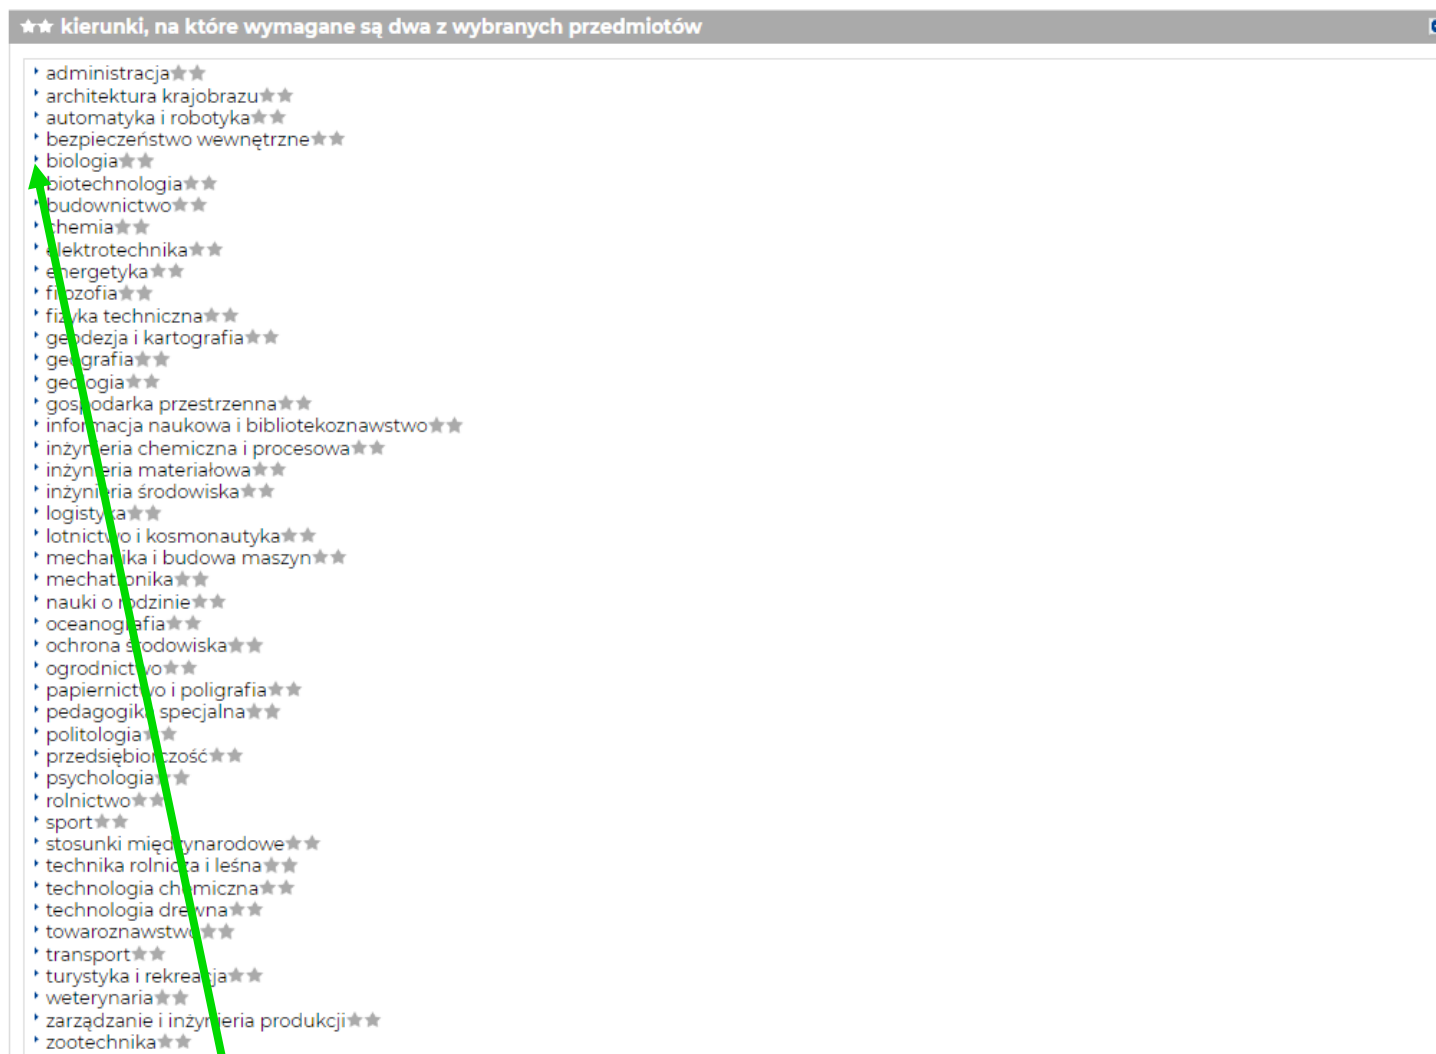 ★★ kierunki, na które wymagane są dwa z wybranych przedmiotów
administracja★★
architektura krajobrazu★★
automatyka i robotyka★★
bezpieczeństwo wewnętrzne★★
biologia★★
biotechnologia★★
budownictwo★★
chemia★★
elektrotechnika★★
energetyka★★
filozofia★★
fizyka techniczna★★
geodezja i kartografia★★
geografia★★
geologia★★
gospodarka przestrzenna★★
informacja naukowa i bibliotekoznawstwo★★
inżynieria chemiczna i procesowa★★
inżynieria materiałowa★★
inżynieria środowiska★★
logistyka★★
lotnictwo i kosmonautyka★★
mechanika i budowa maszyn★★
mechatronika★★
nauki o rodzinie★★
oceanografia★★
ochrona środowiska★★
ogrodnictwo★★
papiernictwo i poligrafia★★
pedagogika specjalna★★
politologia★★
przedsiębiorczość★★
psychologia★★
rolnictwo★★
sport★★
stosunki międzynarodowe★★
technika rolnicza i leśna★★
technologia chemiczna★★
technologia drewna★★
towaroznawstwo★★
transport★★
turystyka i rekreacja★★
weterynaria★★
zarządzanie i inżynieria produkcji★★
zootechnika★★